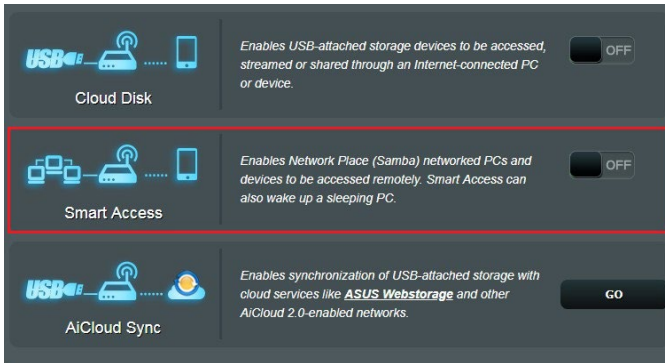 USB
Enables USB-attached storage devices to be accessed,
streamed or shared through an Internet-connected PC
or device.
OFF
Cloud Disk
Enables Network Place (Samba) networked PCs and
devices to be accessed remotely. Smart Access can
also wake up a sleeping PC.
OFF
Smart Access
USB
Enables synchronization of USB-attached storage with
cloud services like ASUS Webstorage and other
AiCloud 2.0-enabled networks.
GO
AiCloud Sync